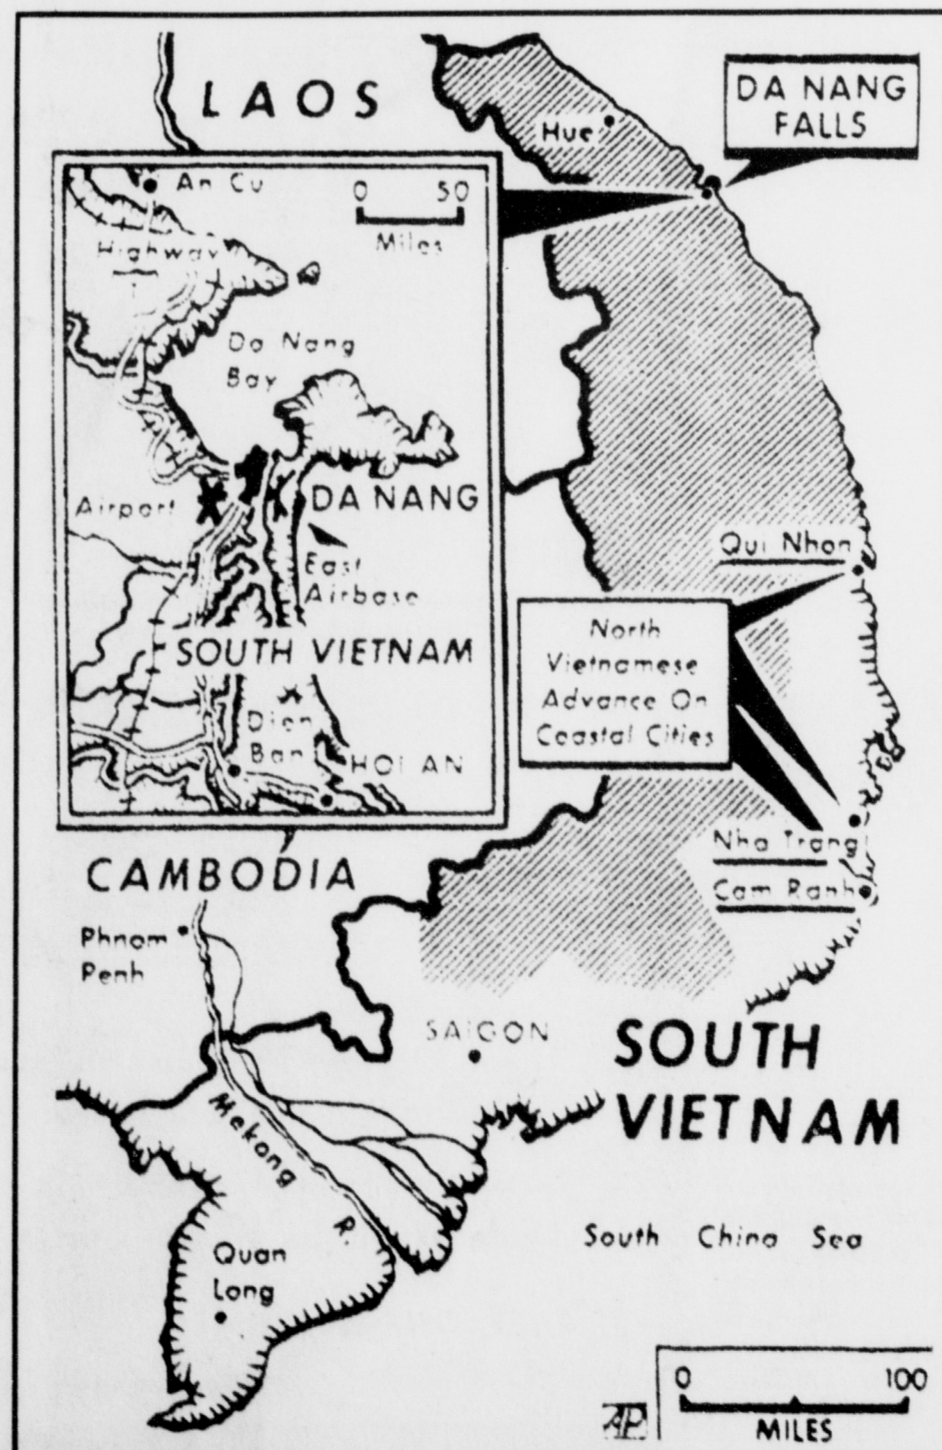 LAOS
DA NANG
FALLS
Hue
An Cu
0 50
Miles
Highway
1
Da Nang
Bay
Airport
DA NANG
East
Airbase
SOUTH VIETNAM
Dien
Ban
HOI AN
Qui Nhon
North
Vietnamese
Advance On
Coastal Cities
Nha Trang
Cam Ranh
CAMBODIA
Phnom
Penh
SAIGON
SOUTH
VIETNAM
Mekong
R.
South China Sea
Quan
Long
0 100
MILES
AP